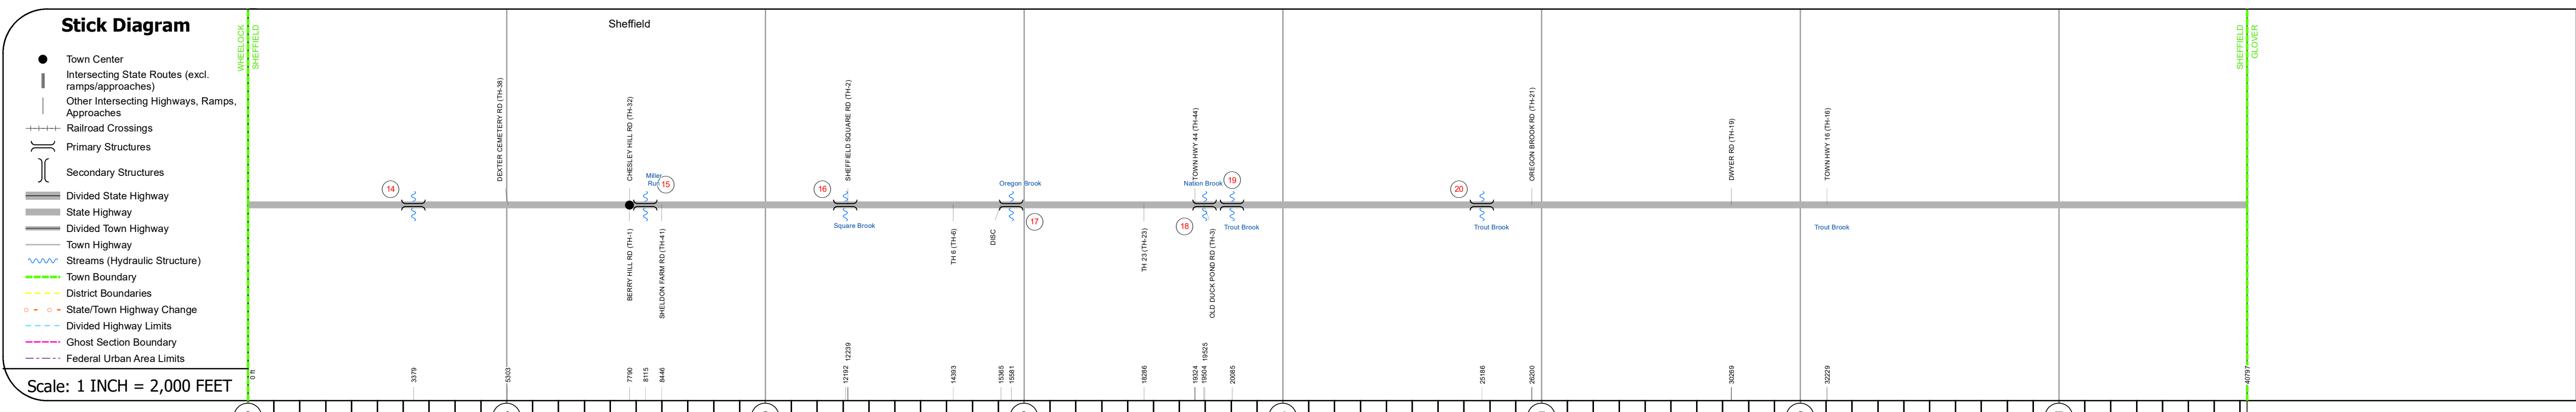 Stick Diagram
Town Center
Intersecting State Routes (excl.
ramps/approaches)
Other Intersecting Highways, Ramps,
Approaches
Railroad Crossings
Primary Structures
Secondary Structures
Divided State Highway
State Highway
Divided Town Highway
Town Highway
Streams (Hydraulic Structure)
Town Boundary
District Boundaries
State/Town Highway Change
Divided Highway Limits
Ghost Section Boundary
Federal Urban Area Limits
Scale: 1 INCH = 2,000 FEET
WHEELOCK
SHEFFIELD
Sheffield
SHEFFIELD
GLOVER
DEXTER CEMETERY RD (TH-38)
CHESLEY HILL RD (TH-32)
SHEFFIELD SQUARE RD (TH-2)
TOWN HWY 44 (TH-44)
OREGON BROOK RD (TH-21)
DWYER RD (TH-19)
TOWN HWY 16 (TH-16)
14
Miller
Run
15
16
Oregon Brook
Nation Brook
19
20
Square Brook
17
18
Trout Brook
Trout Brook
Trout Brook
BERRY HILL RD (TH-1)
SHELDON FARM RD (TH-41)
TH 6 (TH-6)
DISC
TH 23 (TH-23)
OLD DUCK POND RD (TH-3)
0 ft
3379
5303
7790
8115
8446
12192
12239
14393
15365
15581
18286
19324
19504
19525
20085
25186
26200
30269
32229
40797